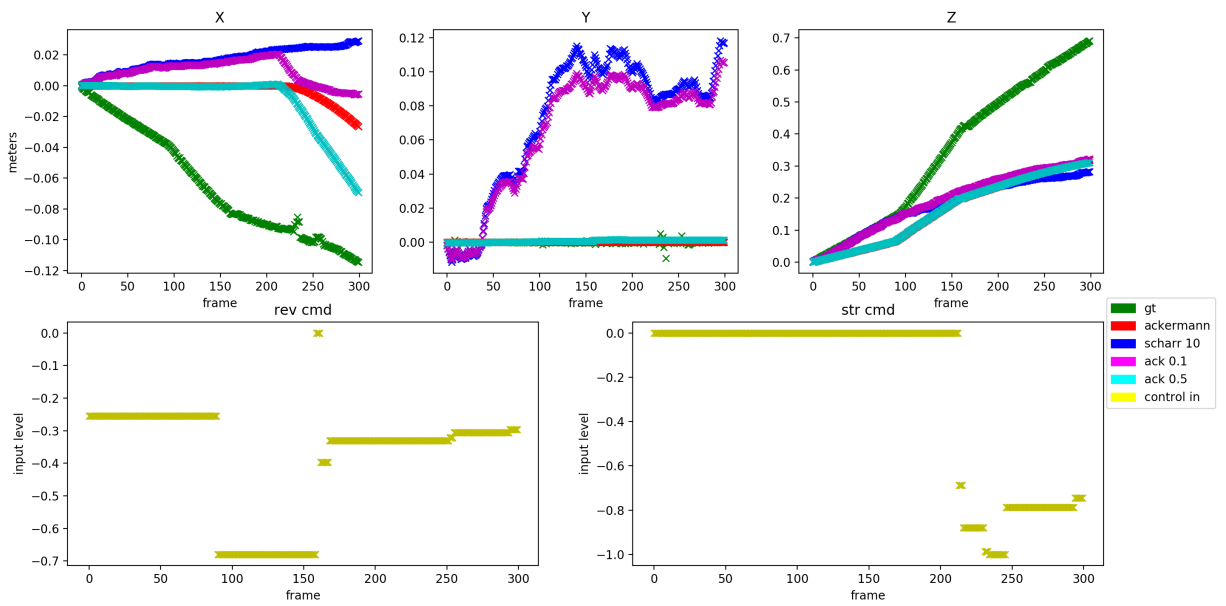 X
Y
Z
meters
0.02
0.00
−0.02
−0.04
−0.06
−0.08
−0.10
−0.12
0 50 100 150 200 250 300
frame
0.12
0.10
0.08
0.06
0.04
0.02
0.00
0 50 100 150 200 250 300
frame
0.7
0.6
0.5
0.4
0.3
0.2
0.1
0.0
0 50 100 150 200 250 300
frame
rev cmd
input level
0.0
−0.1
−0.2
−0.3
−0.4
−0.5
−0.6
−0.7
0 50 100 150 200 250 300
frame
str cmd
input level
0.0
−0.2
−0.4
−0.6
−0.8
−1.0
0 50 100 150 200 250 300
frame
gt
ackermann
scharr 10
ack 0.1
ack 0.5
control in